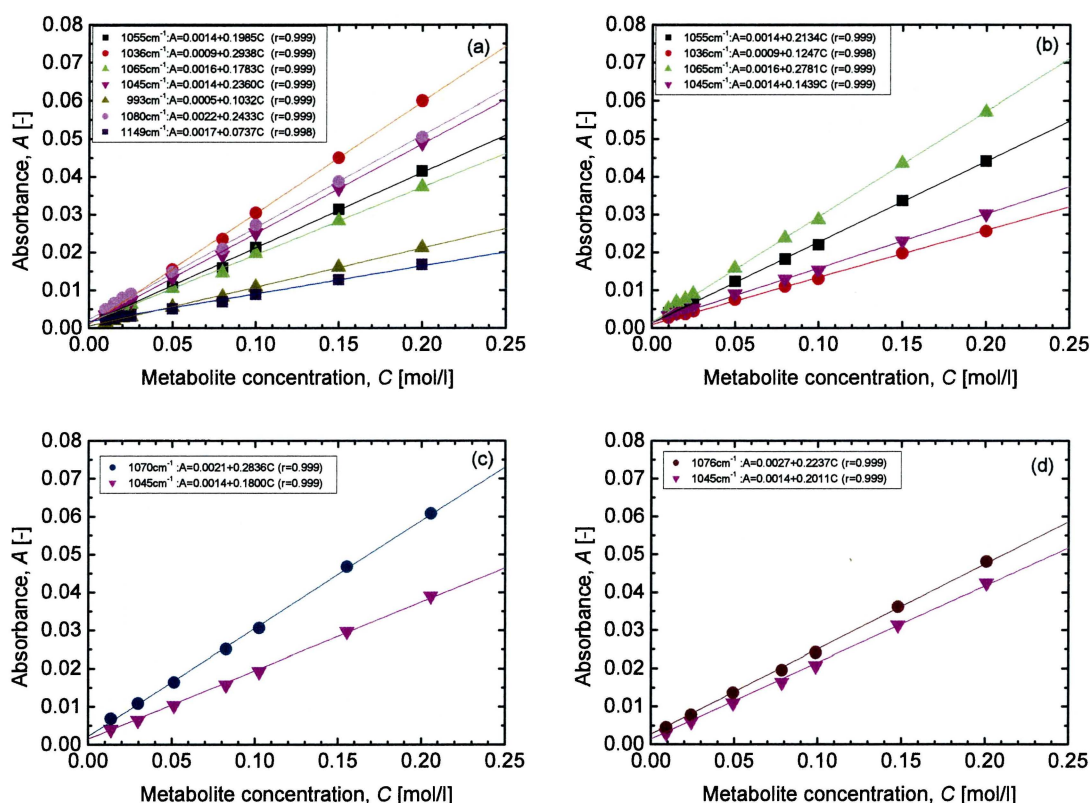 (a)
1055cm⁻¹:A=0.0014+0.1985C (r=0.999)
1036cm⁻¹:A=0.0009+0.2938C (r=0.999)
1065cm⁻¹:A=0.0016+0.1783C (r=0.999)
1045cm⁻¹:A=0.0014+0.2360C (r=0.999)
993cm⁻¹:A=0.0005+0.1032C (r=0.999)
1080cm⁻¹:A=0.0022+0.2433C (r=0.999)
1149cm⁻¹:A=0.0017+0.0737C (r=0.998)
Absorbance, A [-]
0.08
0.07
0.06
0.05
0.04
0.03
0.02
0.01
0.00
0.00 0.05 0.10 0.15 0.20 0.25
Metabolite concentration, C [mol/l]
(b)
1055cm⁻¹:A=0.0014+0.2134C (r=0.999)
1036cm⁻¹:A=0.0009+0.1247C (r=0.998)
1065cm⁻¹:A=0.0016+0.2781C (r=0.999)
1045cm⁻¹:A=0.0014+0.1439C (r=0.999)
Absorbance, A [-]
0.08
0.07
0.06
0.05
0.04
0.03
0.02
0.01
0.00
0.00 0.05 0.10 0.15 0.20 0.25
Metabolite concentration, C [mol/l]
(c)
1070cm⁻¹ :A=0.0021+0.2836C (r=0.999)
1045cm⁻¹ :A=0.0014+0.1800C (r=0.999)
Absorbance, A [-]
0.08
0.07
0.06
0.05
0.04
0.03
0.02
0.01
0.00
0.00 0.05 0.10 0.15 0.20 0.25
Metabolite concentration, C [mol/l]
(d)
1076cm⁻¹ :A=0.0027+0.2237C (r=0.999)
1045cm⁻¹ :A=0.0014+0.2011C (r=0.999)
Absorbance, A [-]
0.08
0.07
0.06
0.05
0.04
0.03
0.02
0.01
0.00
0.00 0.05 0.10 0.15 0.20 0.25
Metabolite concentration, C [mol/l]